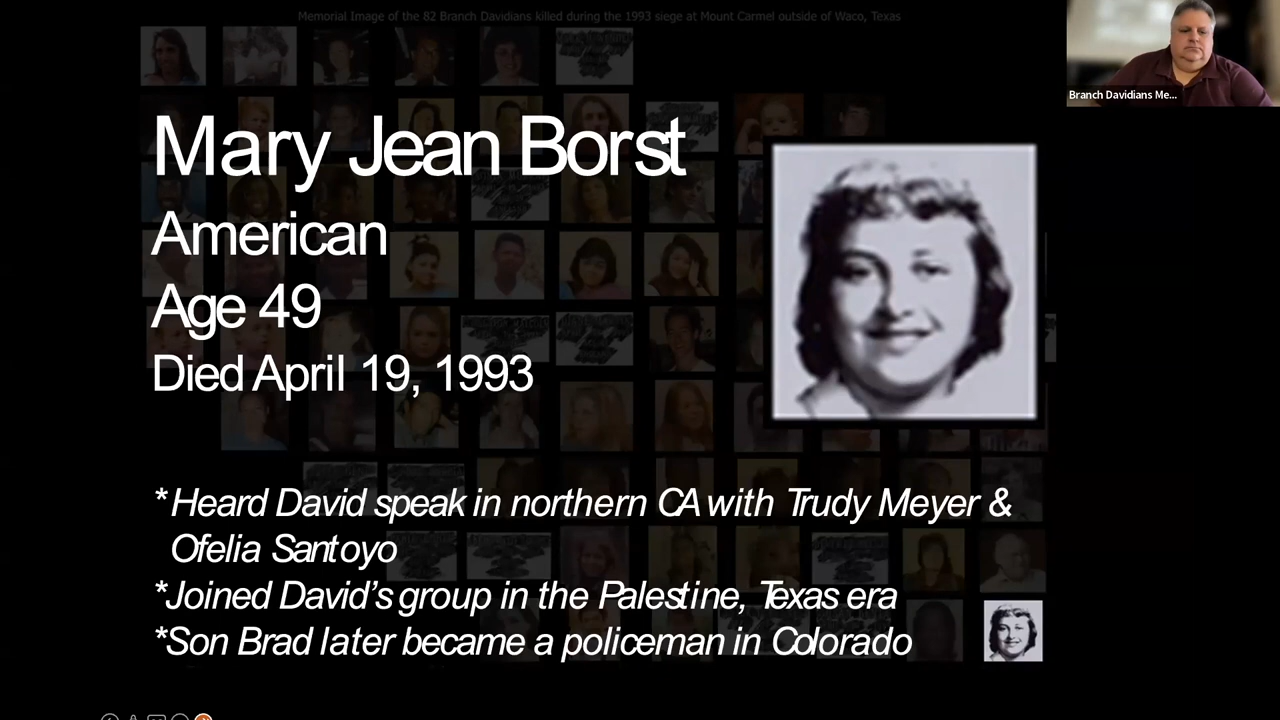 Memorial Image of the 82 Branch Davidians killed during the 1993 siege at Mount Carmel outside of Waco, Texas
Branch Davidians Me...
Mary Jean Borst
American
Age 49
Died April 19, 1993
*Heard David speak in northern CA with Trudy Meyer &
Ofelia Santoyo
*Joined David's group in the Palestine, Texas era
*Son Brad later became a policeman in Colorado